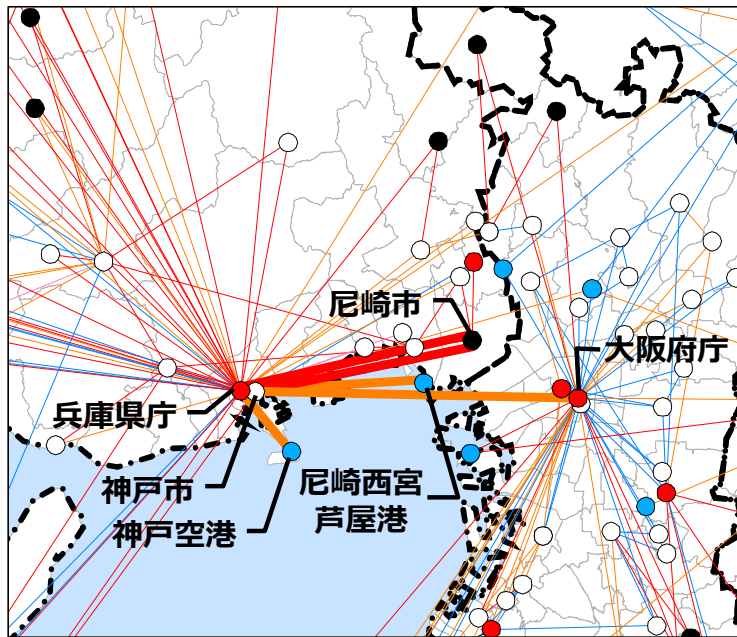 尼崎市
大阪府庁
兵庫県庁
神戸市
神戸空港
尼崎西宮
芦屋港